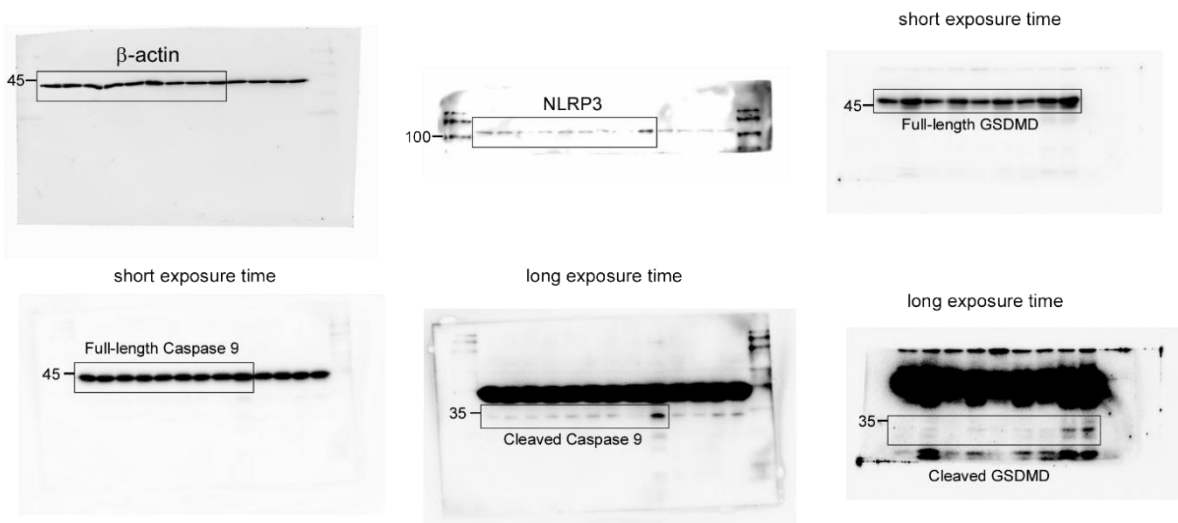 short exposure time
β-actin
45
NLRP3
100
45
Full-length GSDMD
short exposure time
long exposure time
long exposure time
Full-length Caspase 9
45
35
Cleaved Caspase 9
35
Cleaved GSDMD